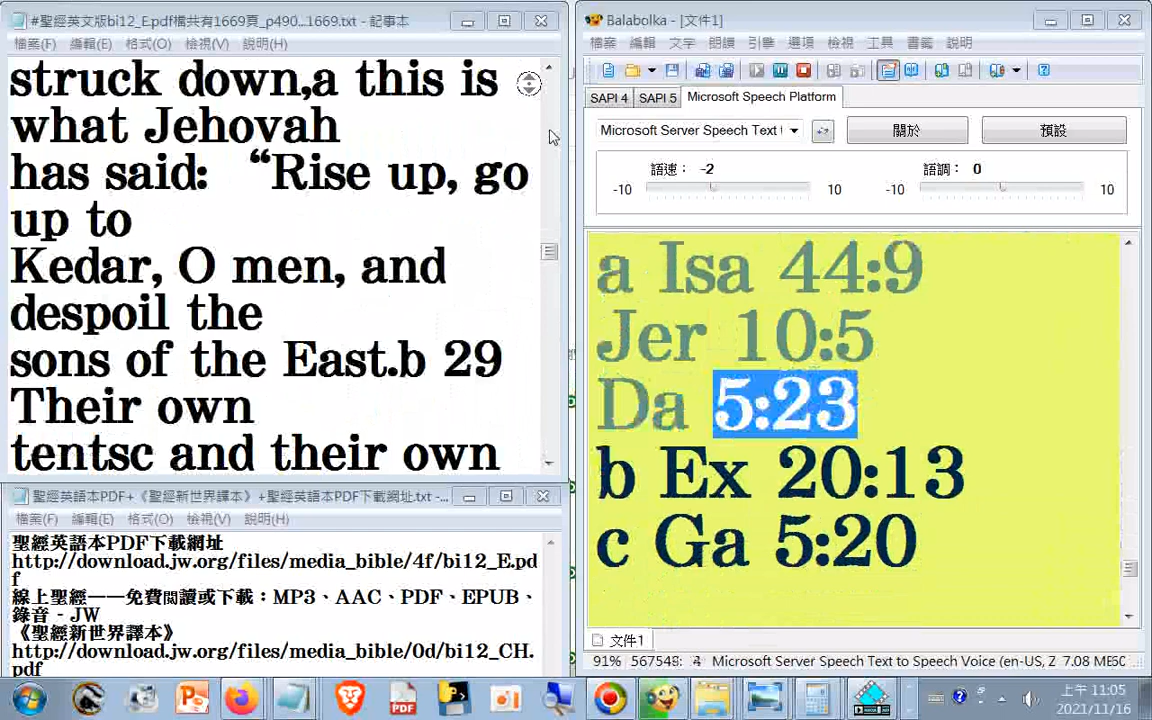 #聖經英文版bi12_E.pdf檔共有1669頁_p490...1669.txt - 記事本
檔案(F) 編輯(E) 格式(O) 檢視(V) 說明(H)
struck down,a this is
what Jehovah
has said: “Rise up, go
up to
Kedar, O men, and
despoil the
sons of the East.b 29
Their own
tentsc and their own
聖經英語本PDF+《聖經新世界譯本》+聖經英語本PDF下載網址.txt -...
檔案(F) 編輯(E) 格式(O) 檢視(V) 說明(H)
聖經英語本PDF下載網址
http://download.jw.org/files/media_bible/4f/bi12_E.pd
f
線上聖經——免費閱讀或下載：MP3、AAC、PDF、EPUB、
錄音 - JW
《聖經新世界譯本》
http://download.jw.org/files/media_bible/0d/bi12_CH.
pdf
Balabolka - [文件1]
檔案 編輯 文字 朗讀 引擎 選項 檢視 工具 書籤 說明
SAPI 4 SAPI 5 Microsoft Speech Platform
Microsoft Server Speech Text 關於 預設
語速： -2 語調： 0
-10 10 -10 10
a Isa 44:9
Jer 10:5
Da 5:23
b Ex 20:13
c Ga 5:20
文件1
91% 567548: 4 Microsoft Server Speech Text to Speech Voice (en-US, Z 7.08 ME
上午 11:05
2021/11/16